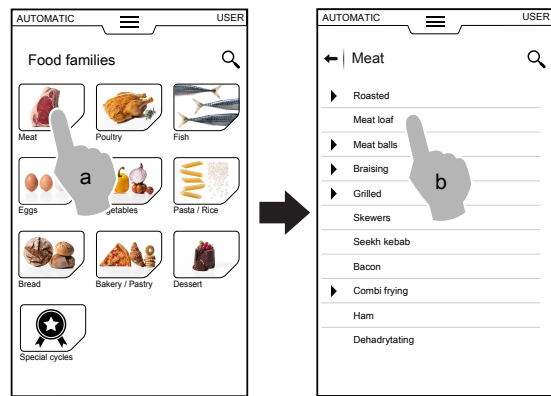 AUTOMATIC
USER
Food families
Meat
Poultry
Fish
a
Eggs
getables
Pasta / Rice
Bread
Bakery / Pastry
Dessert
Special cycles
AUTOMATIC
USER
Meat
Roasted
Meat loaf
Meat balls
Braising
b
Grilled
Skewers
Seekh kebab
Bacon
Combi frying
Ham
Dehadrytating